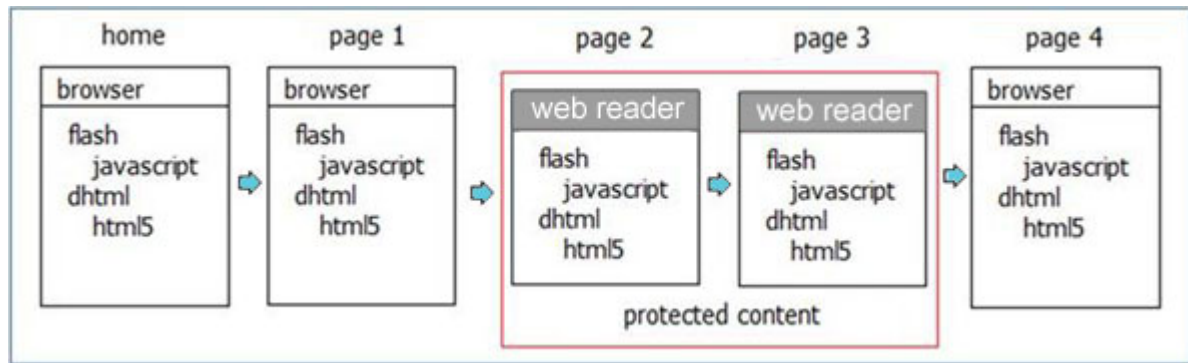 home
browser
flash
javascript
dhtml
html5
page 1
browser
flash
javascript
dhtml
html5
page 2
web reader
flash
javascript
dhtml
html5
page 3
web reader
flash
javascript
dhtml
html5
protected content
page 4
browser
flash
javascript
dhtml
html5